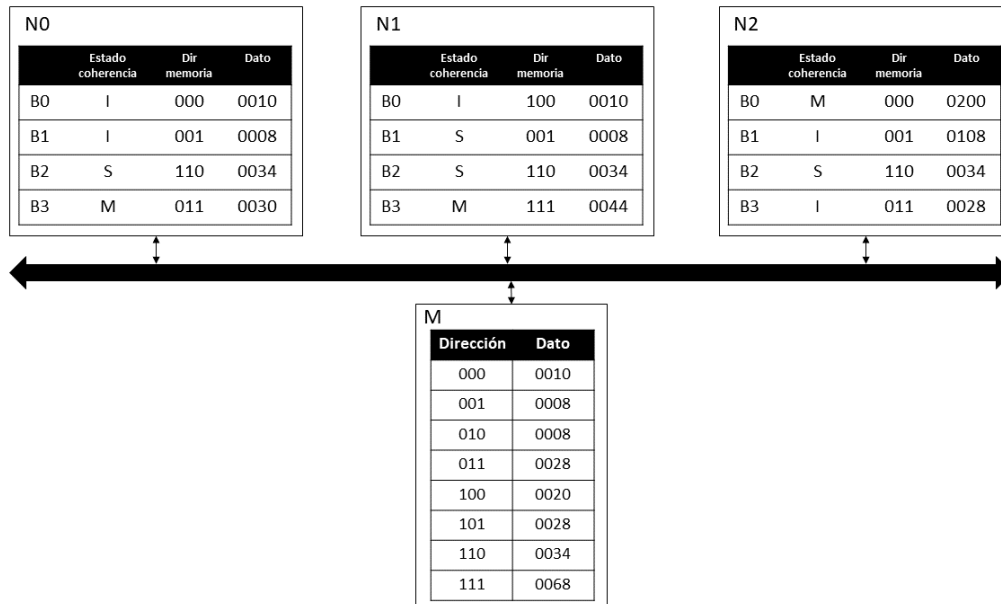 N0
Estado coherencia Dir memoria Dato
B0 I 000 0010
B1 I 001 0008
B2 S 110 0034
B3 M 011 0030
N1
Estado coherencia Dir memoria Dato
B0 I 100 0010
B1 S 001 0008
B2 S 110 0034
B3 M 111 0044
N2
Estado coherencia Dir memoria Dato
B0 M 000 0200
B1 I 001 0108
B2 S 110 0034
B3 I 011 0028
M
Dirección Dato
000 0010
001 0008
010 0008
011 0028
100 0020
101 0028
110 0034
111 0068